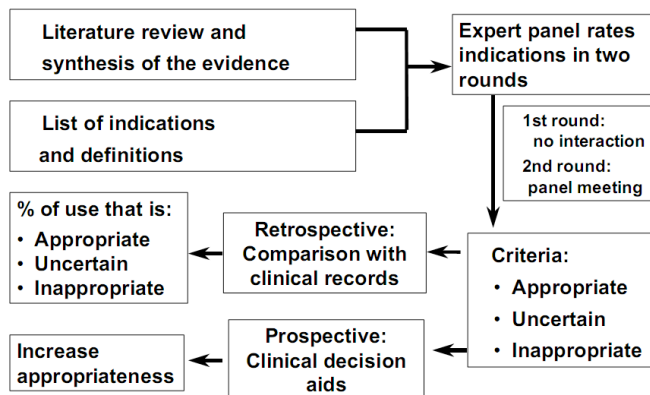 Literature review and
synthesis of the evidence
Expert panel rates
indications in two
rounds
List of indications
and definitions
1st round:
no interaction
2nd round:
panel meeting
% of use that is:
• Appropriate
• Uncertain
• Inappropriate
Retrospective:
Comparison with
clinical records
Criteria:
• Appropriate
• Uncertain
• Inappropriate
Increase
appropriateness
Prospective:
Clinical decision
aids